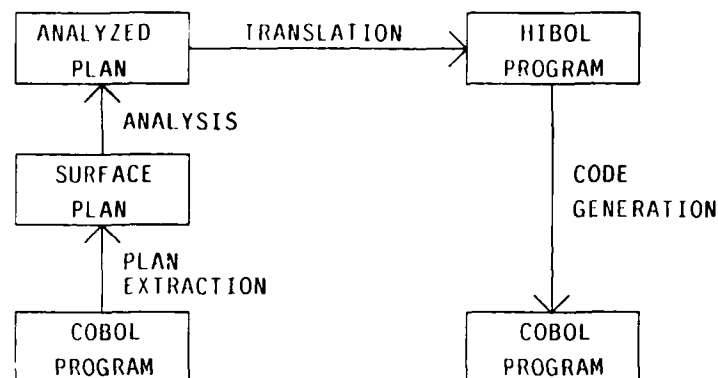 ANALYZED
PLAN
TRANSLATION
HIBOL
PROGRAM
ANALYSIS
SURFACE
PLAN
CODE
GENERATION
PLAN
EXTRACTION
COBOL
PROGRAM
COBOL
PROGRAM